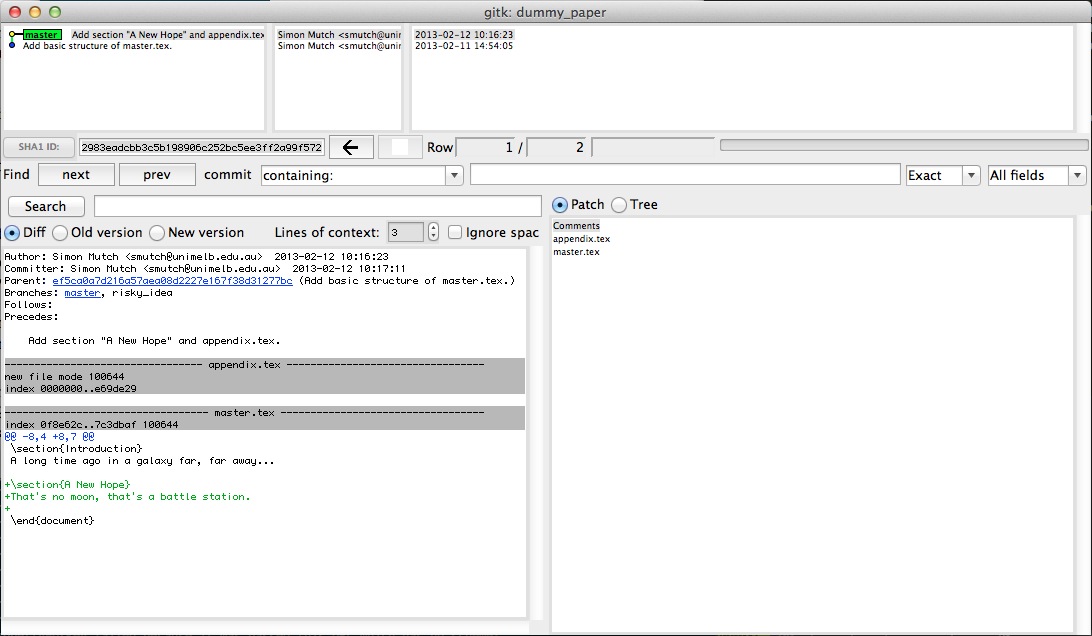 gitk: dummy_paper
master Add section "A New Hope" and appendix.tex Simon Mutch <smutch@unin 2013-02-12 10:16:23
Add basic structure of master.tex. Simon Mutch <smutch@unin 2013-02-11 14:54:05
SHA1 ID: 2983eadcbb3c5b198906c252bc5ee3ff2a99f572 Row 1 / 2
Find next prev commit containing: Exact All fields
Search Patch Tree
Diff Old version New version Lines of context: 3 Ignore spac
Comments
appendix.tex
master.tex
Author: Simon Mutch <smutch@unimelb.edu.au> 2013-02-12 10:16:23
Committer: Simon Mutch <smutch@unimelb.edu.au> 2013-02-12 10:17:11
Parent: ef5ca0a7d216a57aea08d2227e167f38d31277bc (Add basic structure of master.tex.)
Branches: master, risky_idea
Follows:
Precedes:
Add section "A New Hope" and appendix.tex.
--------------------------------- appendix.tex ---------------------------------
new file mode 100644
index 0000000..e69de29
---------------------------------- master.tex ----------------------------------
index 0f8e62c..7c3dbaf 100644
@@ -8,4 +8,7 @@
\section{Introduction}
A long time ago in a galaxy far, far away...
+\section{A New Hope}
+That's no moon, that's a battle station.
+
\end{document}